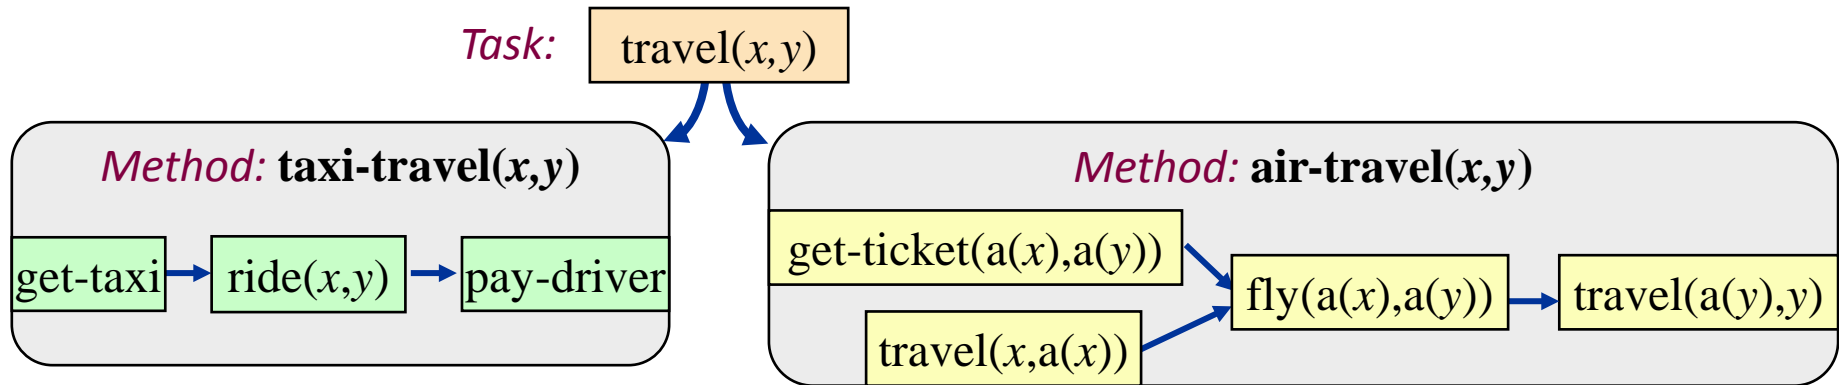 Task: travel(x,y)
Method: taxi-travel(x,y)
get-taxi ride(x,y) pay-driver
Method: air-travel(x,y)
get-ticket(a(x),a(y))
travel(x,a(x))
fly(a(x),a(y)) travel(a(y),y)